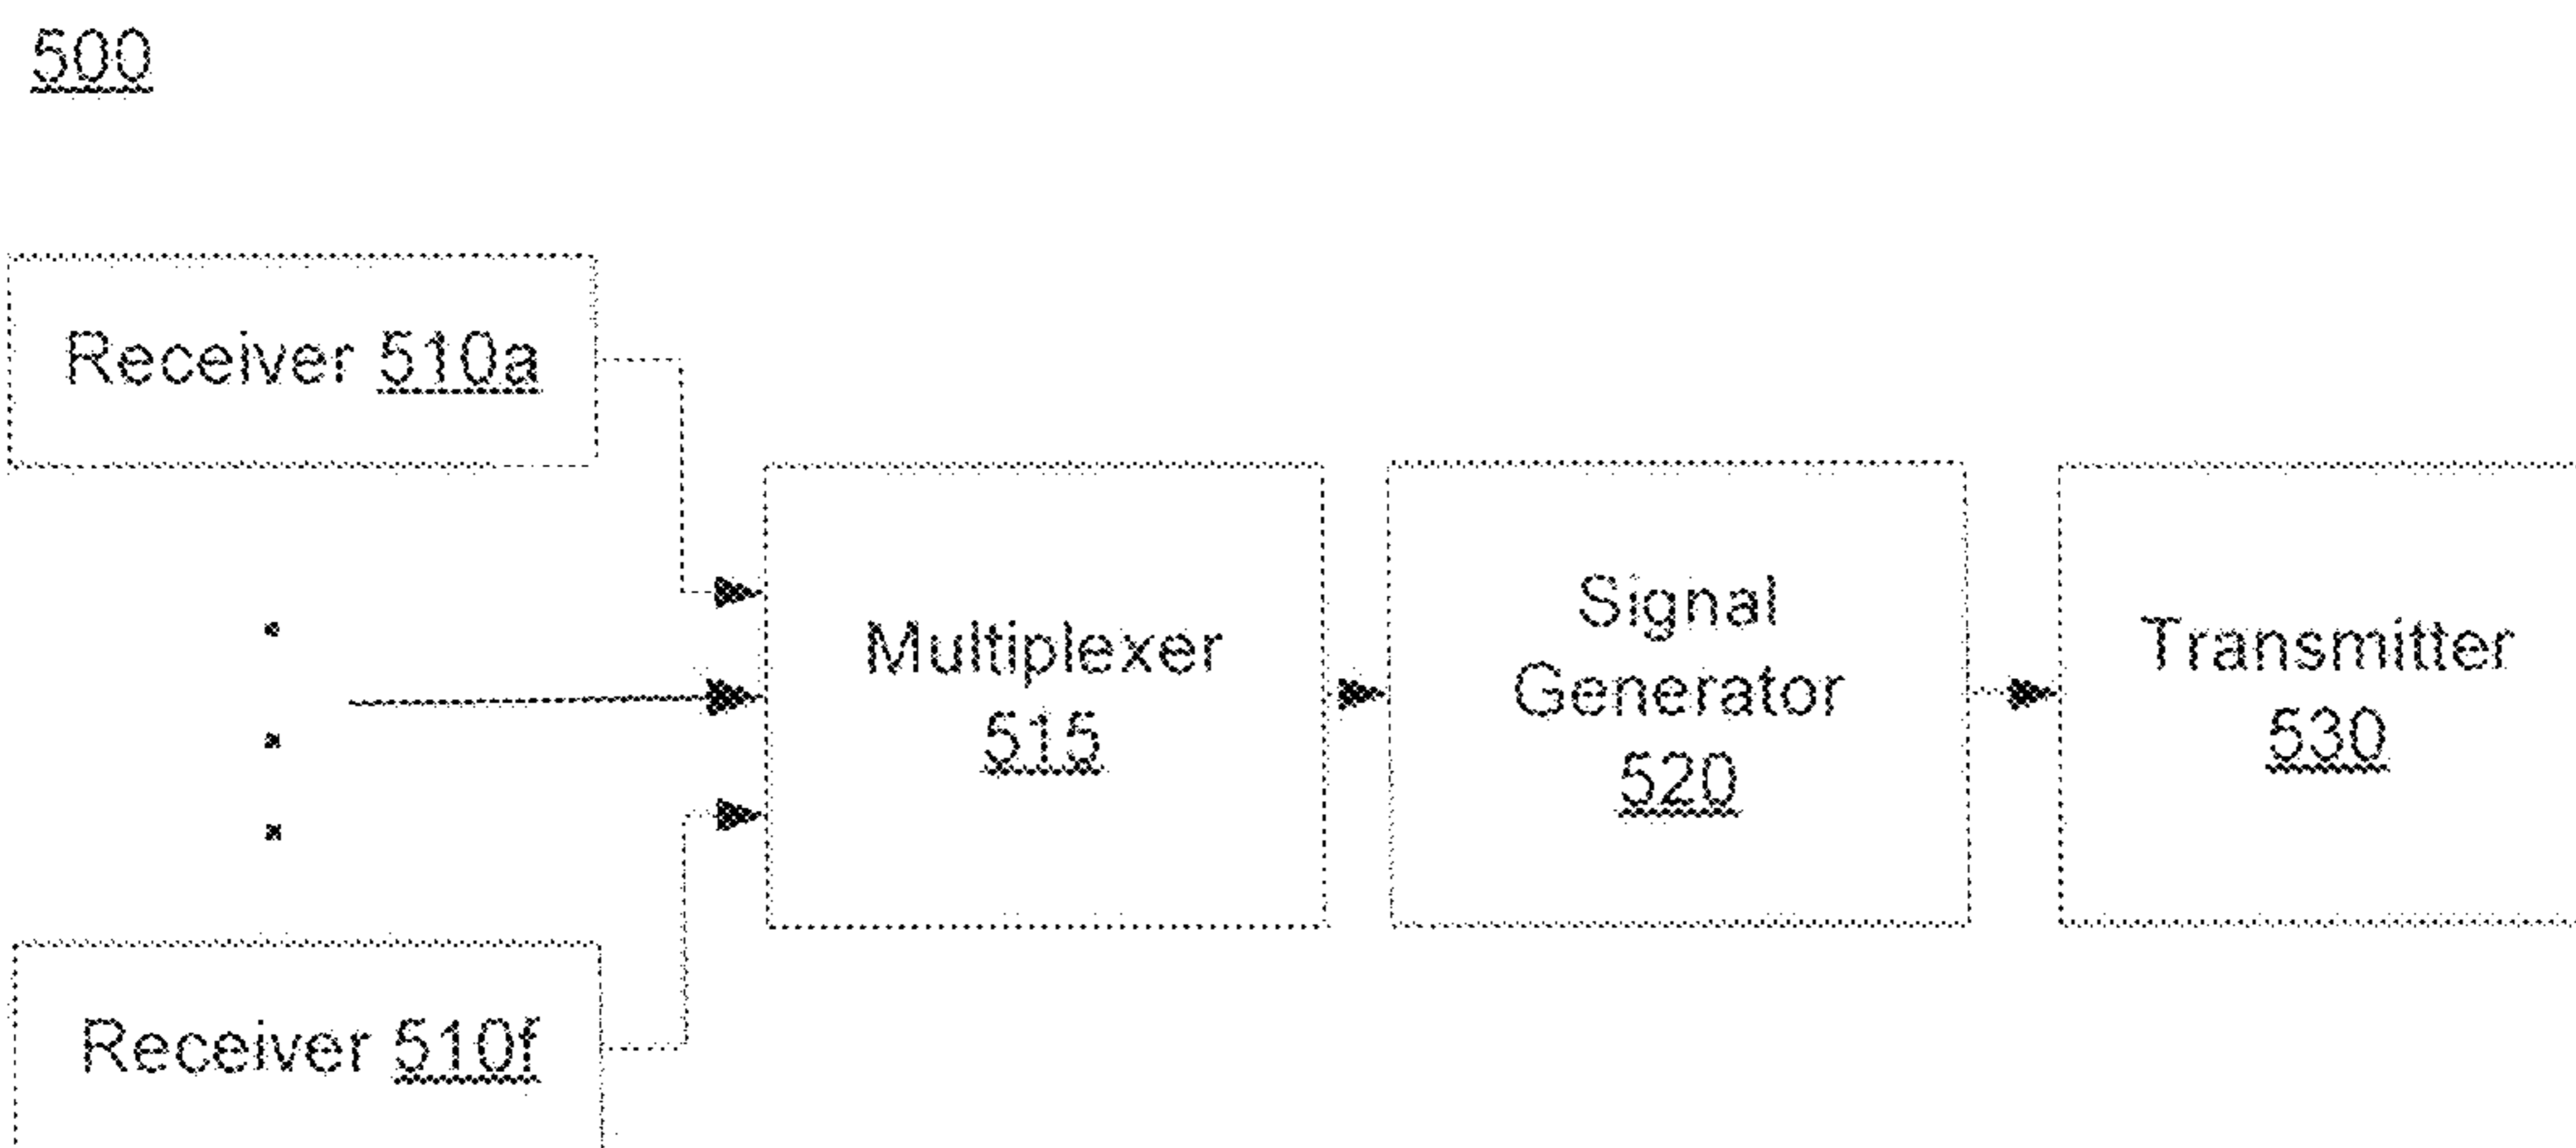 500
Receiver 510a
Multiplexer
515
Signal
Generator
520
Transmitter
530
Receiver 510f